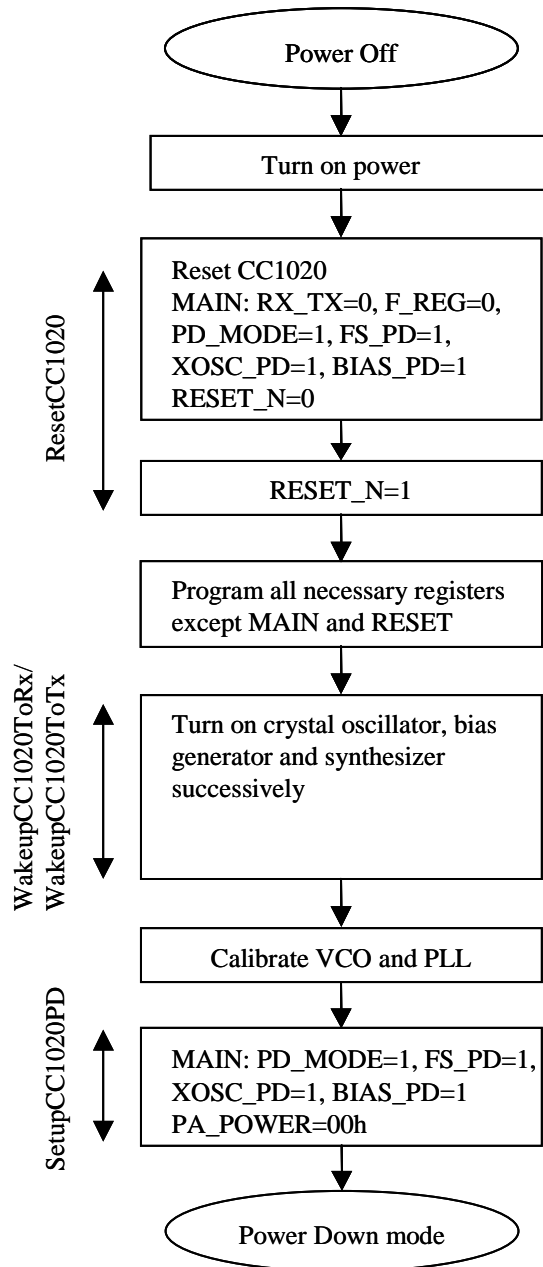 Power Off
Turn on power
Reset CC1020
MAIN: RX_TX=0, F_REG=0,
PD_MODE=1, FS_PD=1,
XOSC_PD=1, BIAS_PD=1
RESET_N=0
ResetCC1020
RESET_N=1
Program all necessary registers
except MAIN and RESET
WakeupCC1020ToRx/
WakeupCC1020ToTx
Turn on crystal oscillator, bias
generator and synthesizer
successively
Calibrate VCO and PLL
SetupCC1020PD
MAIN: PD_MODE=1, FS_PD=1,
XOSC_PD=1, BIAS_PD=1
PA_POWER=00h
Power Down mode